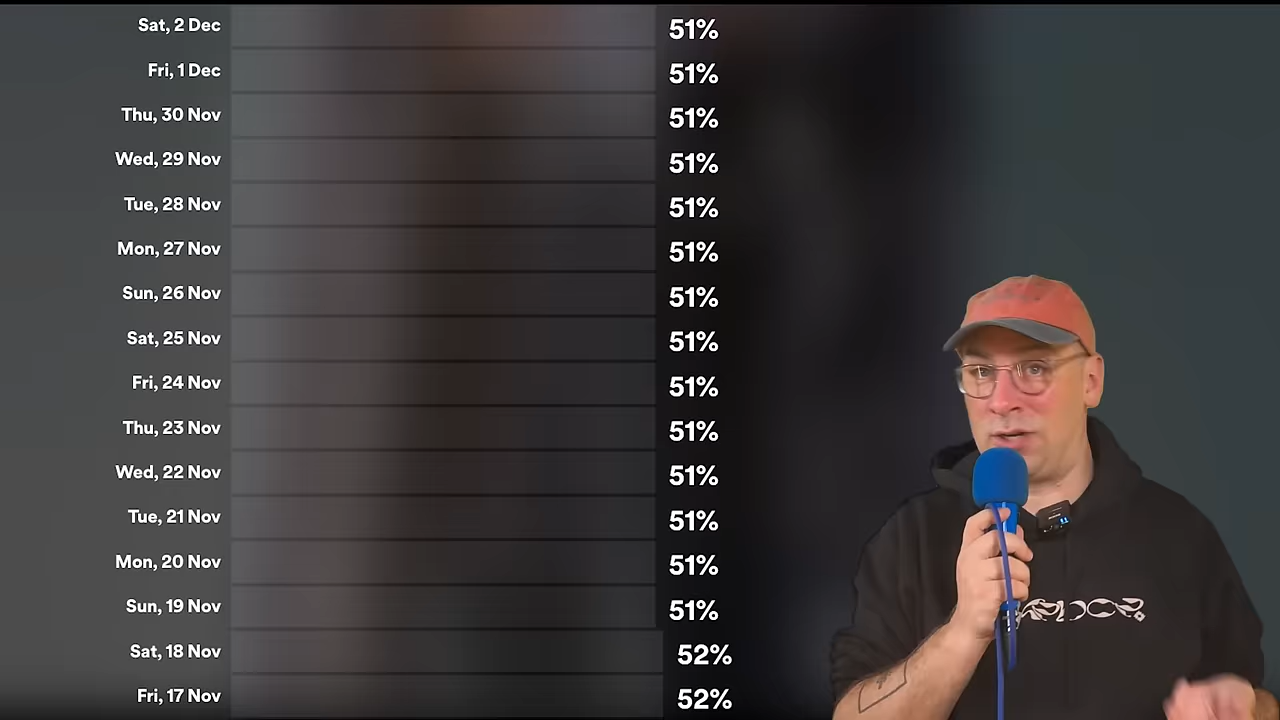 Sat, 2 Dec 51%
Fri, 1 Dec 51%
Thu, 30 Nov 51%
Wed, 29 Nov 51%
Tue, 28 Nov 51%
Mon, 27 Nov 51%
Sun, 26 Nov 51%
Sat, 25 Nov 51%
Fri, 24 Nov 51%
Thu, 23 Nov 51%
Wed, 22 Nov 51%
Tue, 21 Nov 51%
Mon, 20 Nov 51%
Sun, 19 Nov 51%
Sat, 18 Nov 52%
Fri, 17 Nov 52%